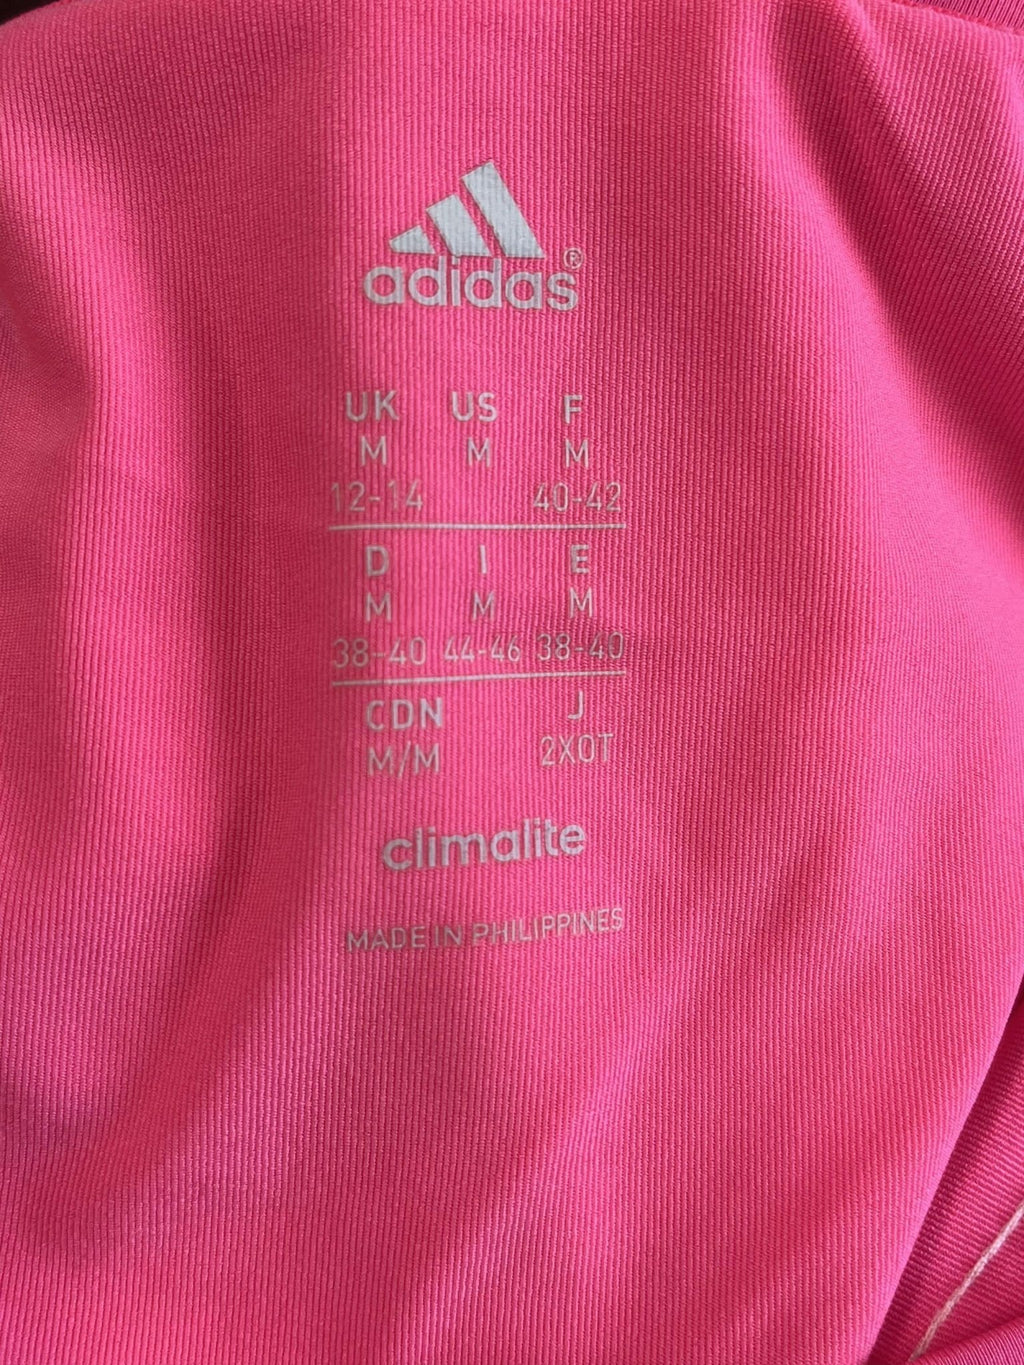 adidas®
UK US F
M M M
12-14 40-42
D I E
M M M
38-40 44-46 38-40
CDN J
M/M 2XOT
climalite
MADE IN PHILIPPINES